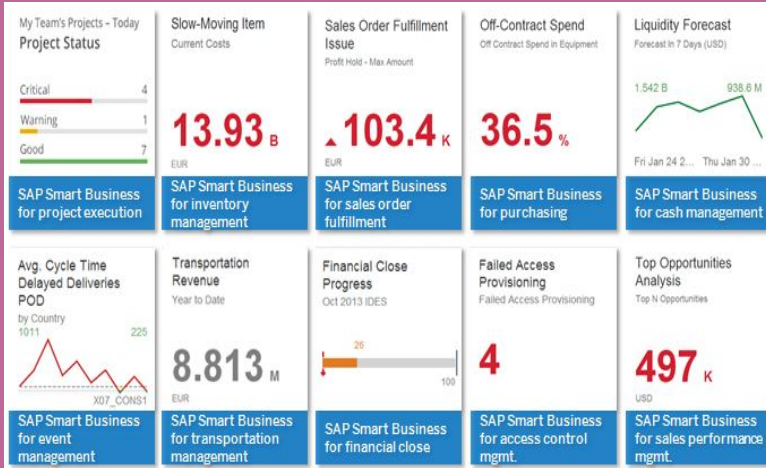 My Team's Projects – Today
Project Status
Critical 4
Warning 1
Good 7
SAP Smart Business
for project execution
Slow-Moving Item
Current Costs
13.93 B
EUR
SAP Smart Business
for inventory
management
Sales Order Fulfillment
Issue
Profit Hold - Max Amount
103.4 K
EUR
SAP Smart Business
for sales order
fulfillment
Off-Contract Spend
Off Contract Spend in Equipment
36.5 %
SAP Smart Business
for purchasing
Liquidity Forecast
Forecast in 7 Days (USD)
1.542 B 938.6 M
Fri Jan 24 2... Thu Jan 30 ...
SAP Smart Business
for cash management
Avg. Cycle Time
Delayed Deliveries
POD
by Country
1011 225
X07_CONS1
SAP Smart Business
for event
management
Transportation
Revenue
Year to Date
8.813 M
EUR
SAP Smart Business
for transportation
management
Financial Close
Progress
Oct 2013 IDES
26
100
SAP Smart Business
for financial close
Failed Access
Provisioning
Failed Access Provisioning
4
SAP Smart Business
for access control
mgmt.
Top Opportunities
Analysis
Top N Opportunities
497 K
USD
SAP Smart Business
for sales performance
mgmt.